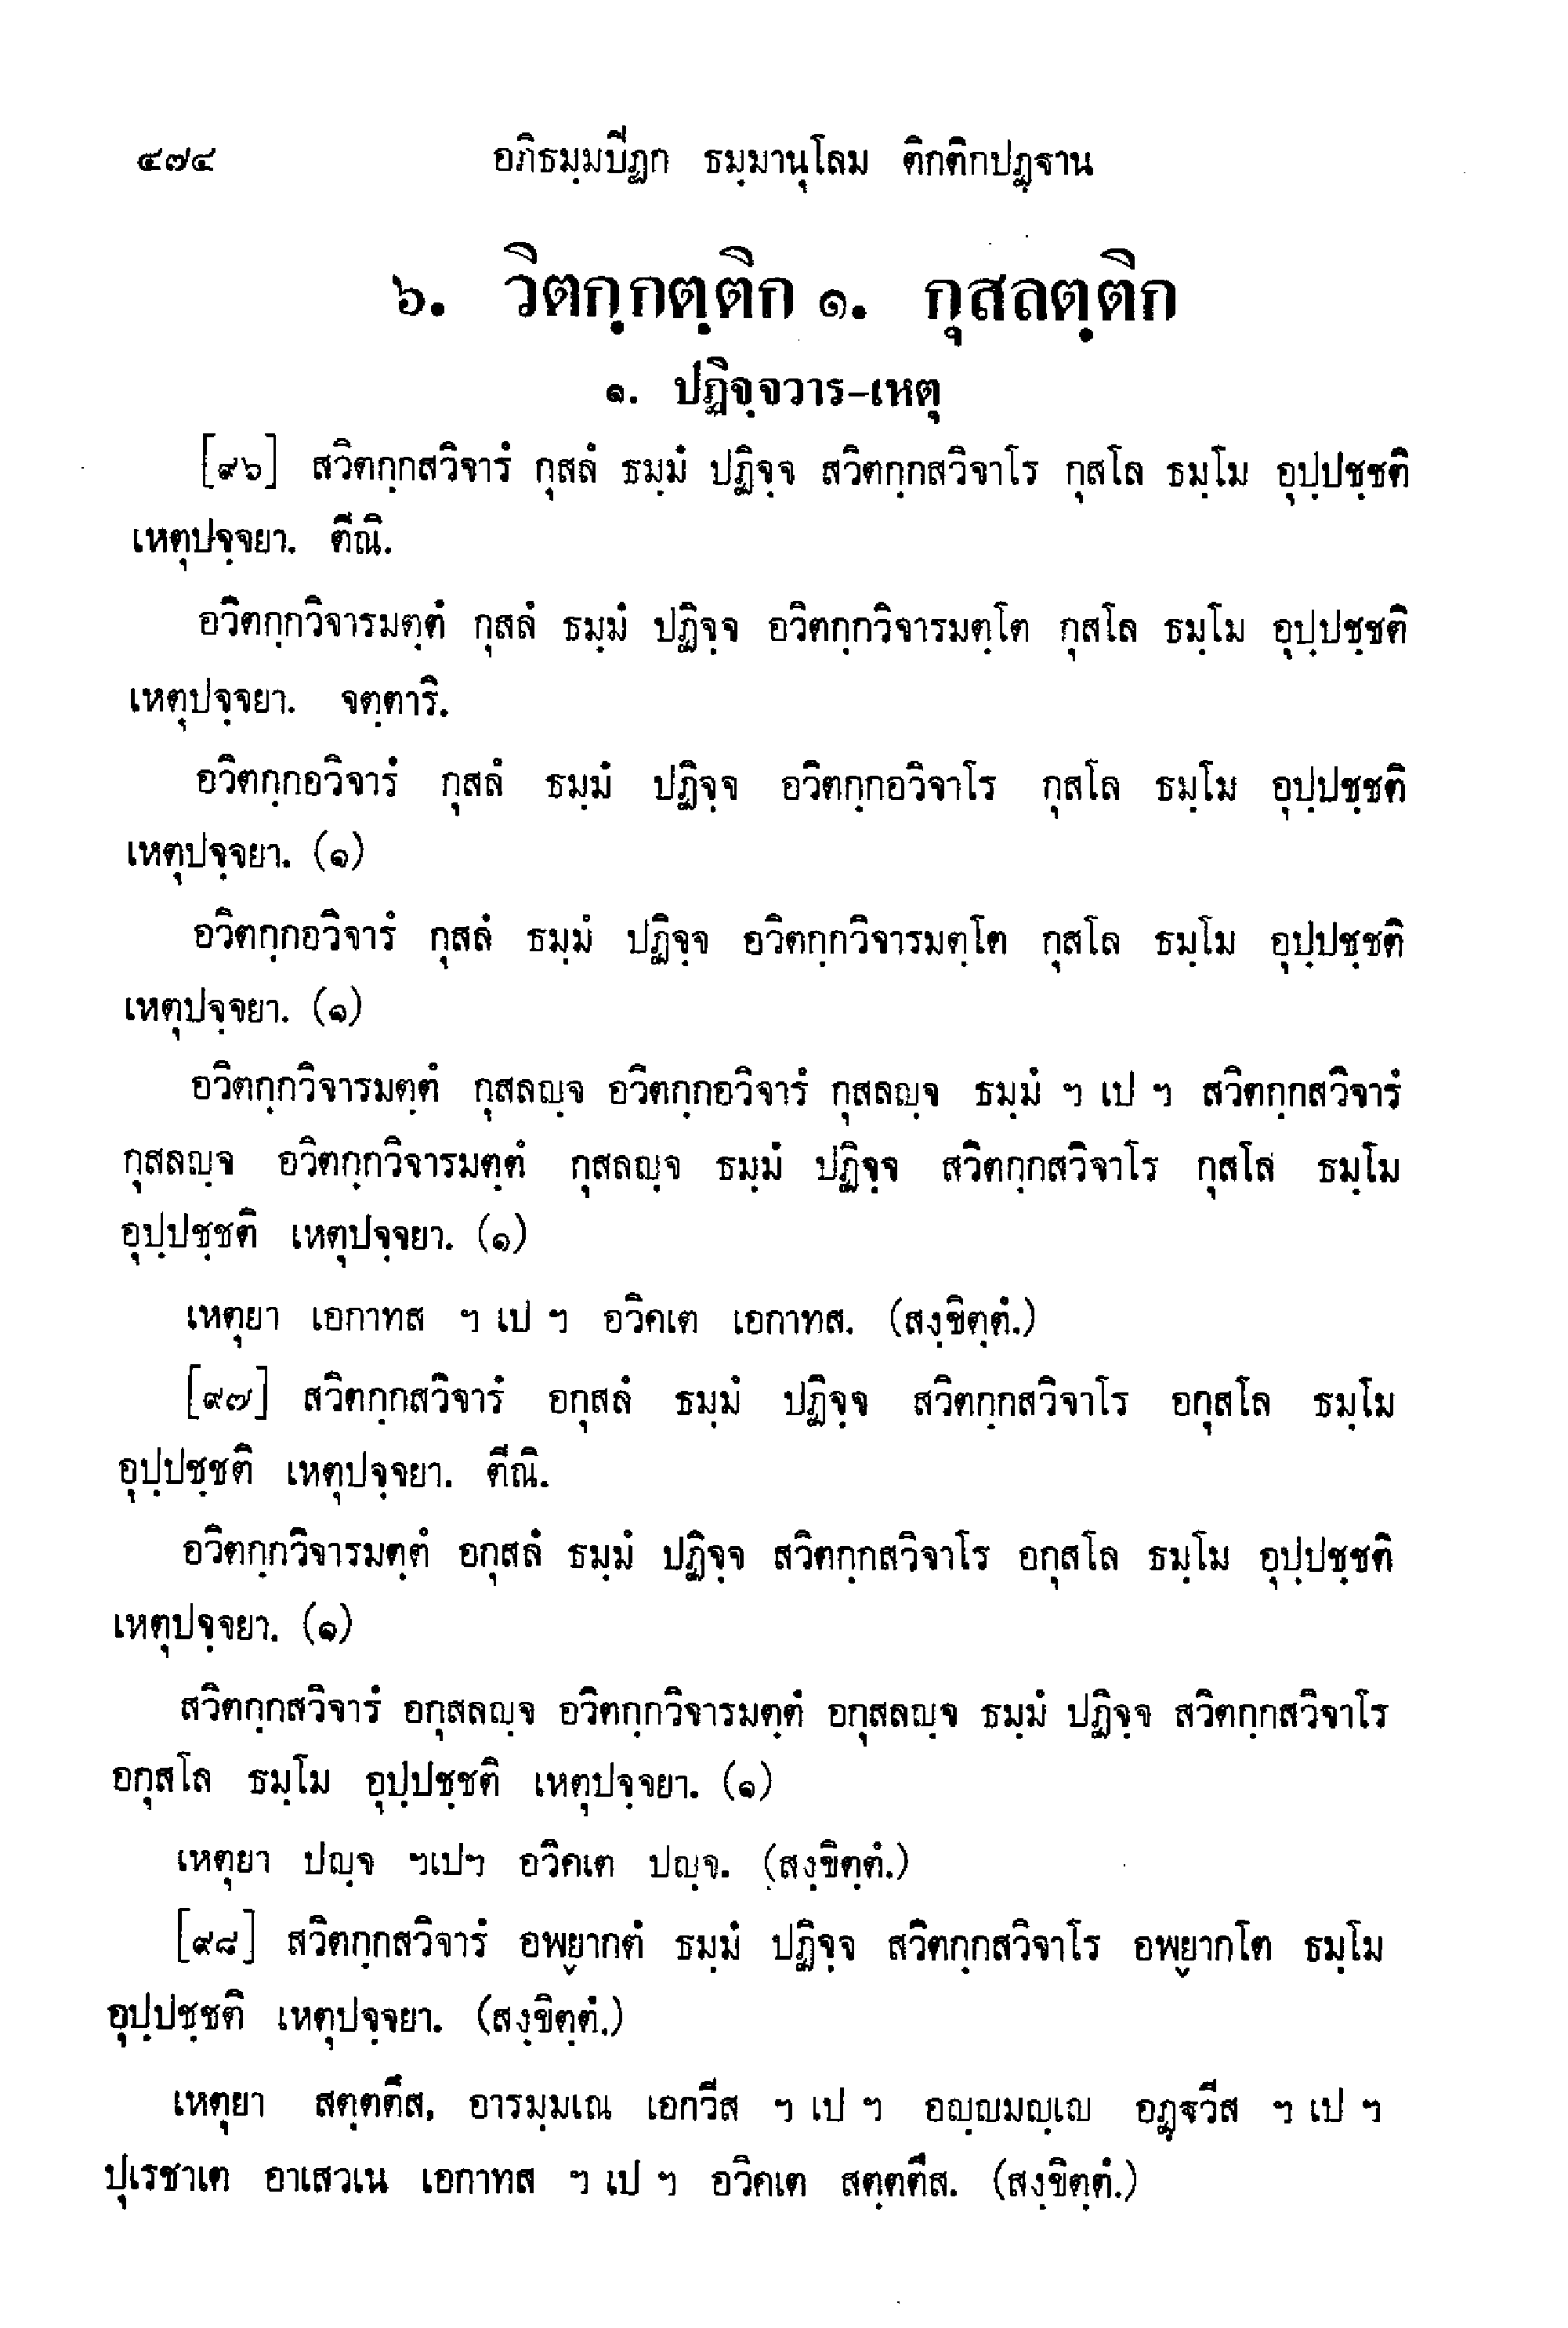 ๔๗๔ อภิธมฺมปิฏก ธมฺมานุโลม ติกติกปฏฺฐาน
๖. วิตกฺกตฺติก ๑. กุสลตฺติก
๑. ปฏิจฺจวาร-เหตุ
[๙๖] สวิตกฺกสวิจารํ กุสลํ ธมฺมํ ปฏิจฺจ สวิตกฺกสวิจาโร กุสโล ธมฺโม อุปฺปชฺชติ
เหตุปจฺจยา. ตีณิ.
อวิตกฺกวิจารมตฺตํ กุสลํ ธมฺมํ ปฏิจฺจ อวิตกฺกวิจารมตฺโต กุสโล ธมฺโม อุปฺปชฺชติ
เหตุปจฺจยา. จตฺตาริ.
อวิตกฺกอวิจารํ กุสลํ ธมฺมํ ปฏิจฺจ อวิตกฺกอวิจาโร กุสโล ธมฺโม อุปฺปชฺชติ
เหตุปจฺจยา. (๑)
อวิตกฺกอวิจารํ กุสลํ ธมฺมํ ปฏิจฺจ อวิตกฺกวิจารมตฺโต กุสโล ธมฺโม อุปฺปชฺชติ
เหตุปจฺจยา. (๑)
อวิตกฺกวิจารมตฺตํ กุสลญฺจ อวิตกฺกอวิจารํ กุสลญฺจ ธมฺมํ ฯ เป ฯ สวิตกฺกสวิจารํ
กุสลญฺจ อวิตกฺกวิจารมตฺตํ กุสลญฺจ ธมฺมํ ปฏิจฺจ สวิตกฺกสวิจาโร กุสโล ธมฺโม
อุปฺปชฺชติ เหตุปจฺจยา. (๑)
เหตุยา เอกาทส ฯ เป ฯ อวิคเต เอกาทส. (สงฺขิตฺตํ.)
[๙๗] สวิตกฺกสวิจารํ อกุสลํ ธมฺมํ ปฏิจฺจ สวิตกฺกสวิจาโร อกุสโล ธมฺโม
อุปฺปชฺชติ เหตุปจฺจยา. ตีณิ.
อวิตกฺกวิจารมตฺตํ อกุสลํ ธมฺมํ ปฏิจฺจ สวิตกฺกสวิจาโร อกุสโล ธมฺโม อุปฺปชฺชติ
เหตุปจฺจยา. (๑)
สวิตกฺกสวิจารํ อกุสลญฺจ อวิตกฺกวิจารมตฺตํ อกุสลญฺจ ธมฺมํ ปฏิจฺจ สวิตกฺกสวิจาโร
อกุสโล ธมฺโม อุปฺปชฺชติ เหตุปจฺจยา. (๑)
เหตุยา ปญฺจ ฯเปฯ อวิคเต ปญฺจ. (สงฺขิตฺตํ.)
[๙๘] สวิตกฺกสวิจารํ อพฺยากตํ ธมฺมํ ปฏิจฺจ สวิตกฺกสวิจาโร อพฺยากโต ธมฺโม
อุปฺปชฺชติ เหตุปจฺจยา. (สงฺขิตฺตํ.)
เหตุยา สตฺตตึส, อารมฺมเณ เอกวีส ฯ เป ฯ อญฺญมญฺเญ อฏฺฐวีส ฯ เป ฯ
ปุเรชาเต อาเสวเน เอกาทส ฯ เป ฯ อวิคเต สตฺตตึส. (สงฺขิตฺตํ.)